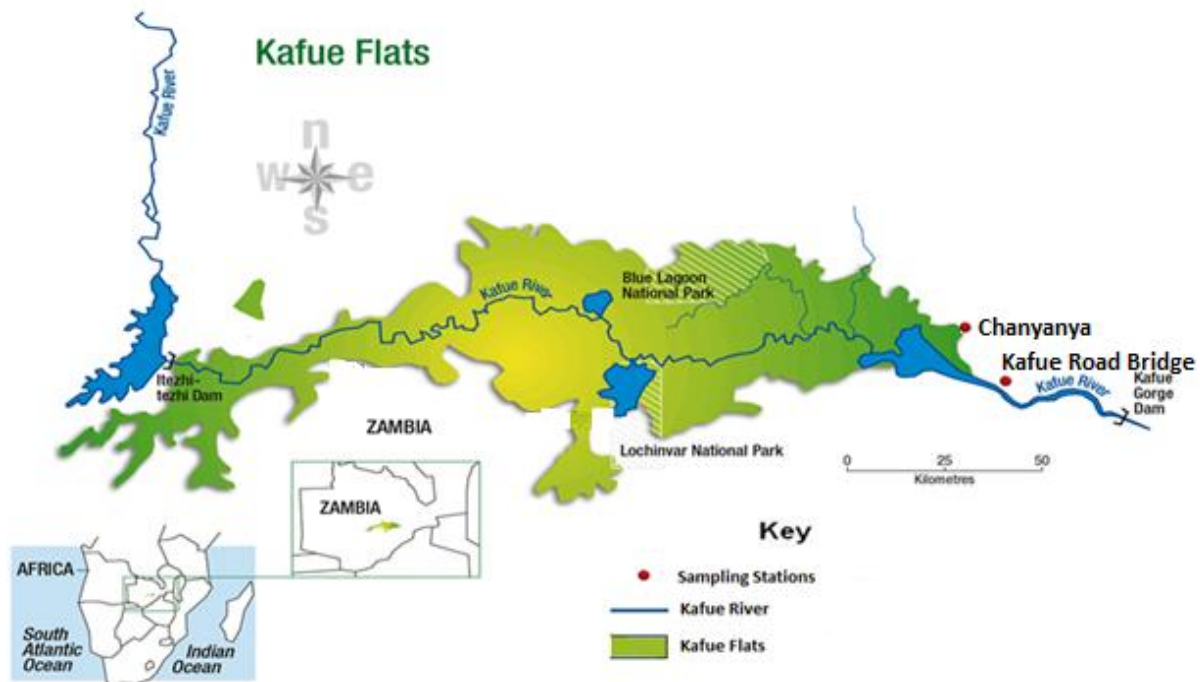 Kafue Flats
Kafue River
n
w e
s
Kafue River
Blue Lagoon
National Park
Chanyanya
Kafue Road Bridge
Kafue River
Kafue
Gorge
Dam
Itezhi-
tezhi Dam
ZAMBIA
Lochinvar National Park
0 25 50
Kilometres
ZAMBIA
Key
Sampling Stations
Kafue River
Kafue Flats
AFRICA
South
Atlantic
Ocean
Indian
Ocean